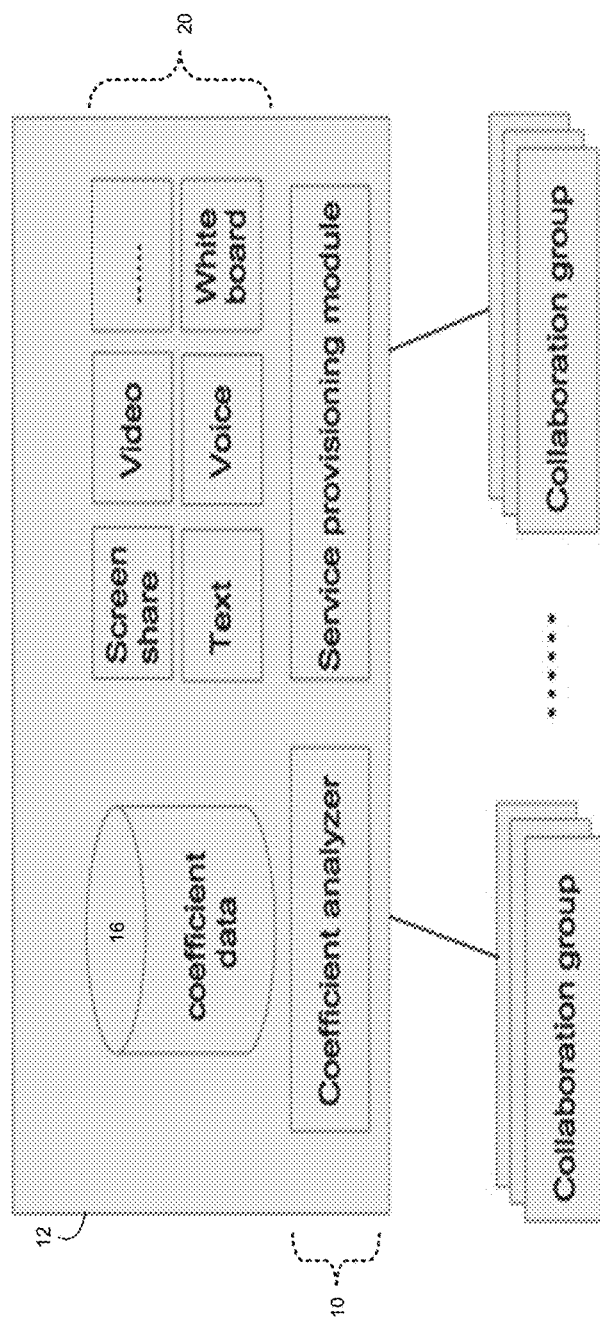 12
20
16
coefficient
data
Screen
share
Video
.......
Text
Voice
White
board
10
Coefficient analyzer
Service provisioning module
Collaboration group
......
Collaboration group